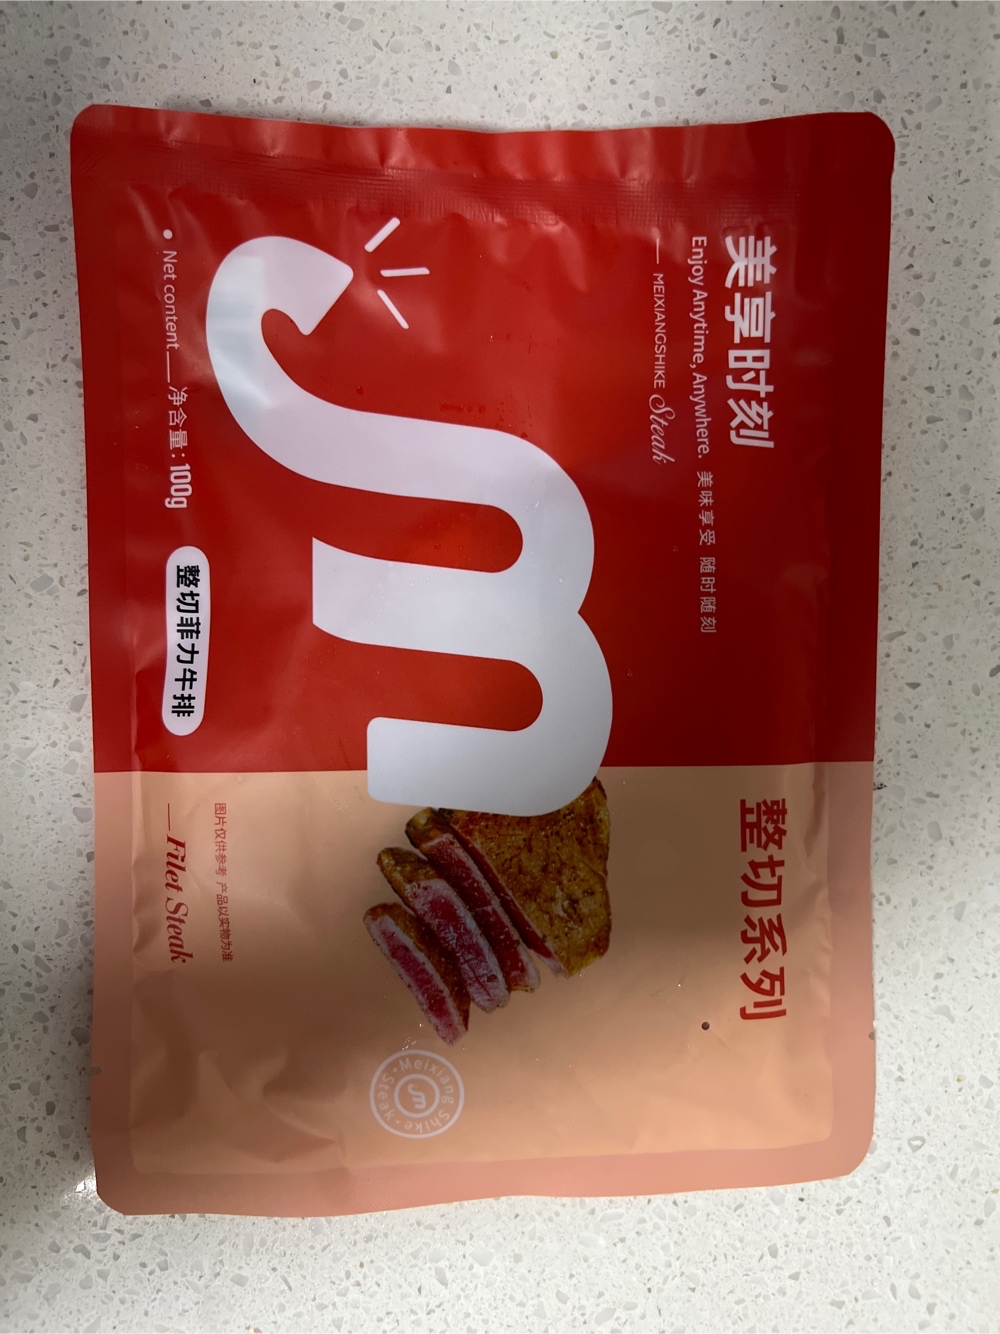 美享时刻
Enjoy Anytime, Anywhere. 美味享受 随时随刻
MEIXIANGSHIKE Steak
Net content 净含量：100g
整切菲力牛排
整切系列
图片仅供参考 产品以实物为准
Filet Steak
Meixiang Shike · Steak ·